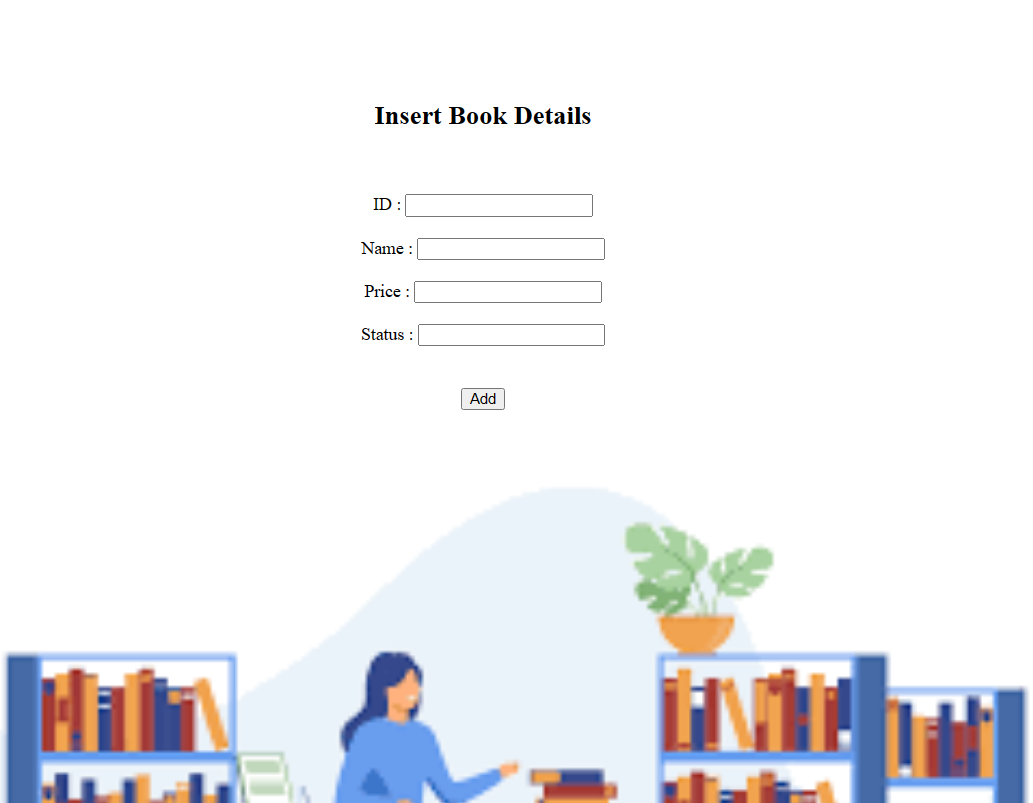 Insert Book Details
ID :
Name :
Price :
Status :
Add